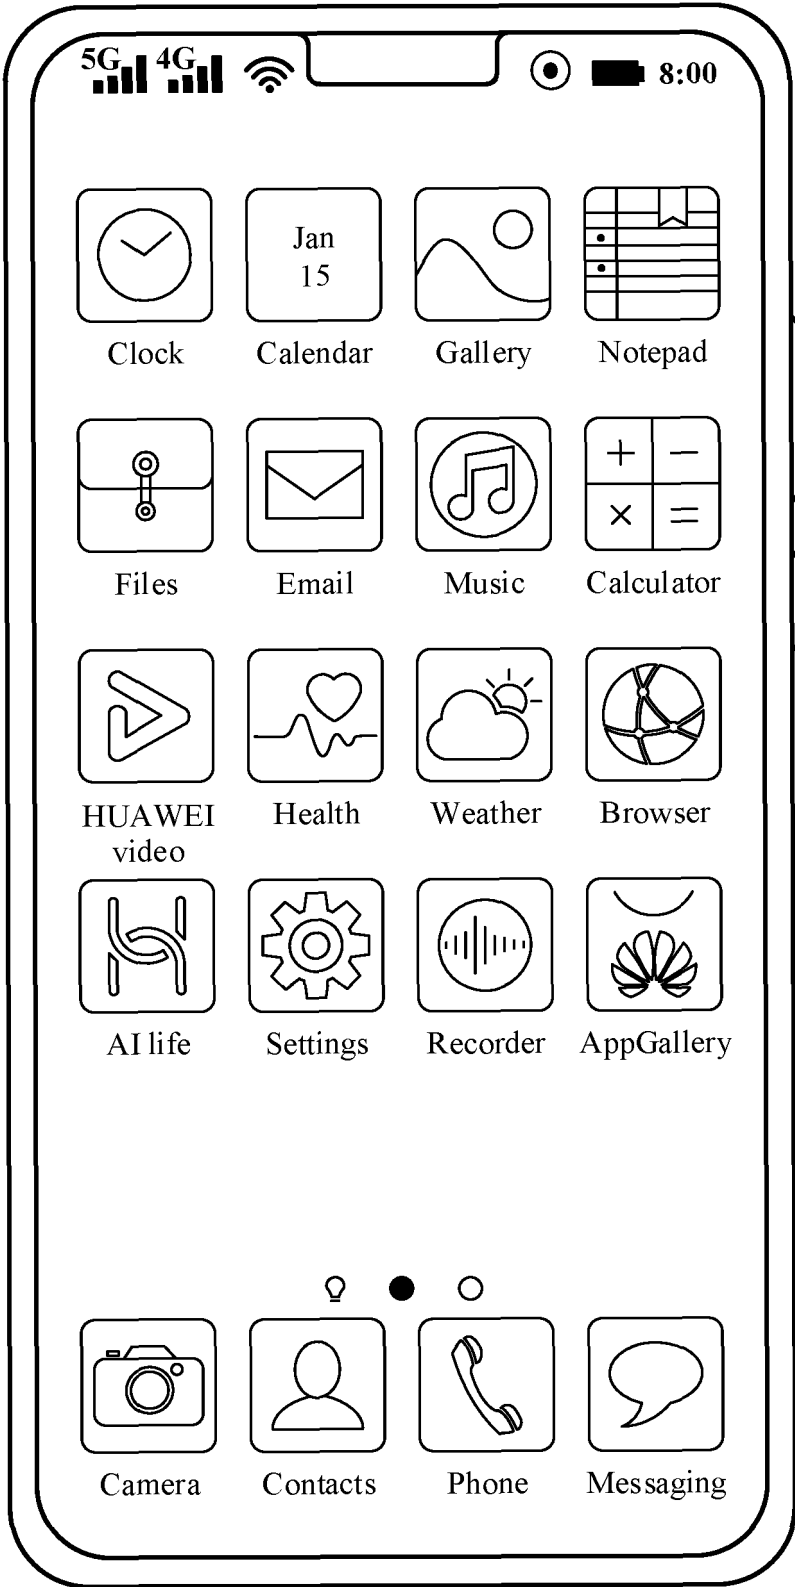 5G 4G 8:00
Jan
15
Clock Calendar Gallery Notepad
Files Email Music Calculator
HUAWEI Health Weather Browser
video
AI life Settings Recorder AppGallery
Camera Contacts Phone Messaging